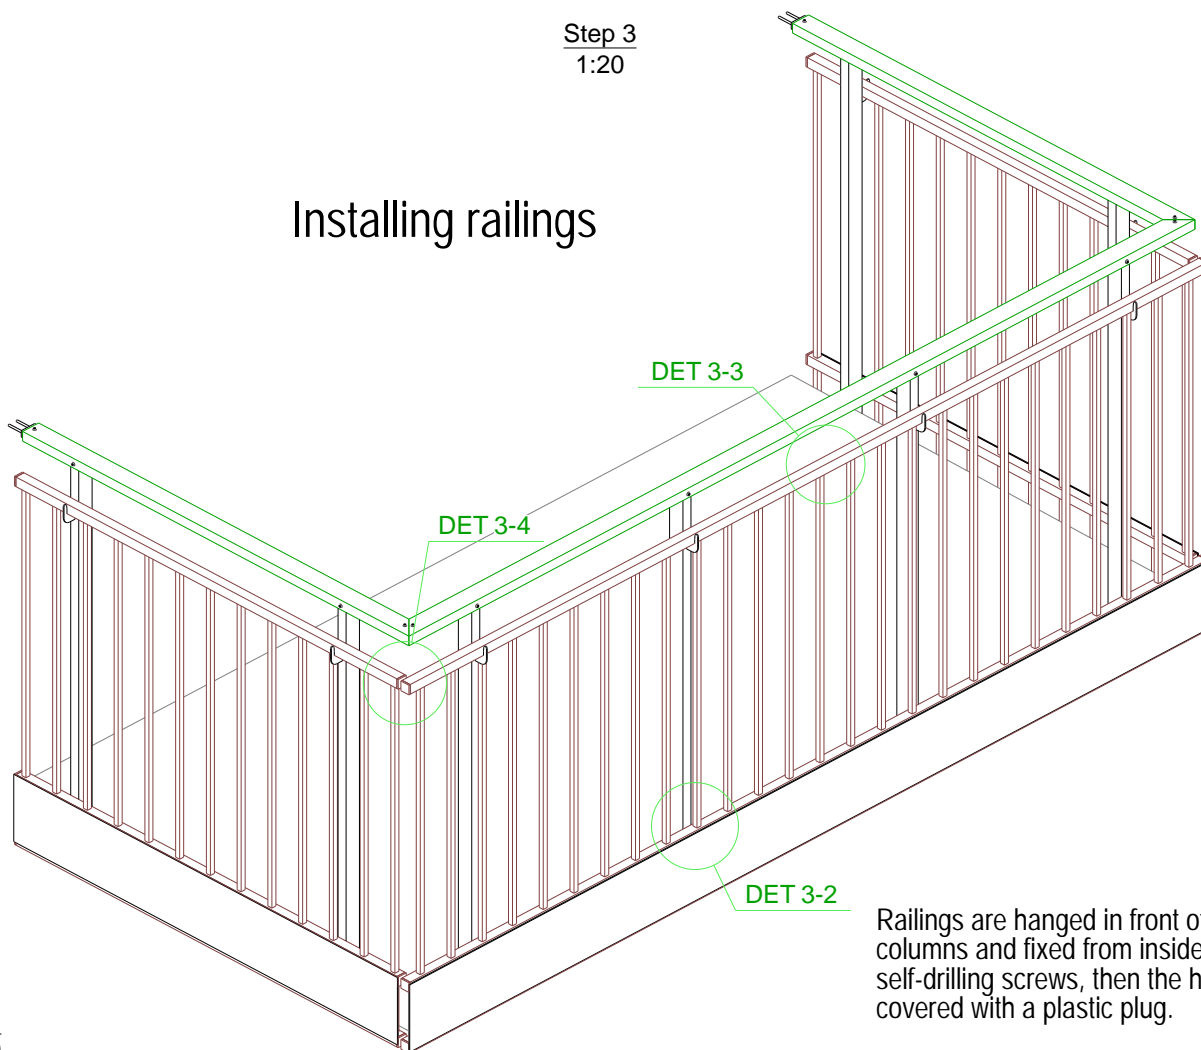 Step 3
1:20
Installing railings
DET 3-3
DET 3-4
DET 3-2
Railings are hanged in front
columns and fixed from inside
self-drilling screws, then the
covered with a plastic plug.